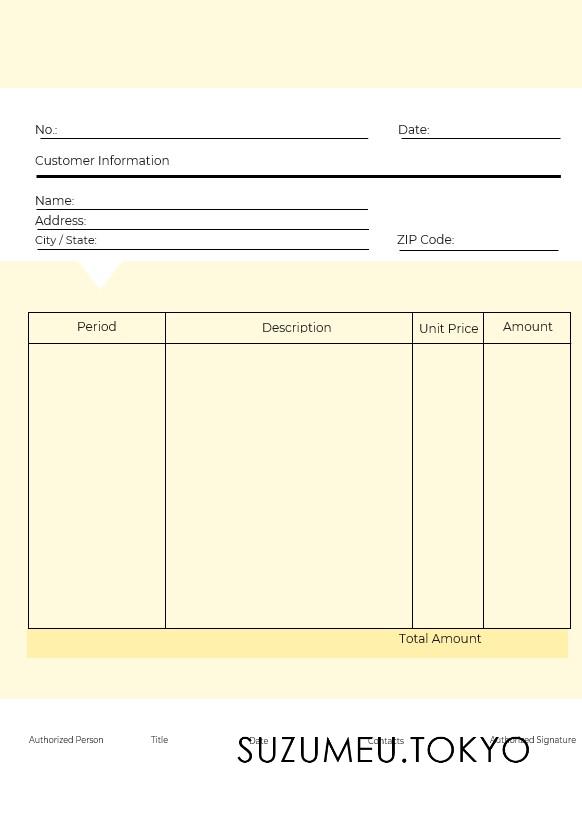 No.: Date:
Customer Information
Name:
Address:
City / State: ZIP Code:
Period Description Unit Price Amount
Total Amount
Authorized Person Title Date Contacts Authorized Signature
SUZUMEU.TOKYO